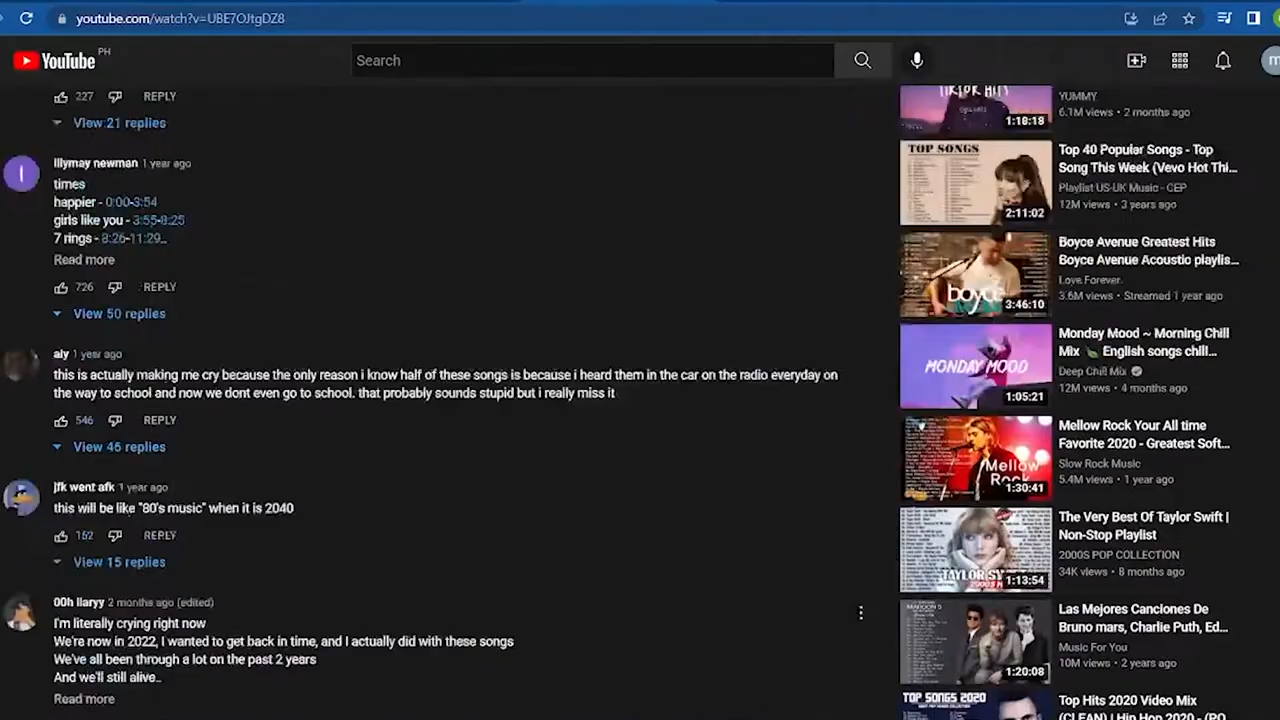 youtube.com/watch?v=UBE7OJtgDZ8
YouTube PH
Search
227 REPLY
View 21 replies
illymay newman 1 year ago
times
happier - 0:00-3:54
girls like you - 3:55-8:25
7 rings - 8:26-11:29...
Read more
726 REPLY
View 50 replies
aly 1 year ago
this is actually making me cry because the only reason i know half of these songs is because i heard them in the car on the radio everyday on
the way to school and now we dont even go to school. that probably sounds stupid but i really miss it
546 REPLY
View 46 replies
ifk went afk 1 year ago
this will be like "80's music" when it is 2040
162 REPLY
View 18 replies
00h llaryy 2 months ago (edited)
I'm literally crying right now
I'm now in 2022, I wanted to get back in time, and I actually did with these songs
We've all been through a lot in the past 2 years
And we'll still air...
Read more
TIKTOK HITS
1:18:18
YUMMY
6.1M views • 2 months ago
TOP SONGS
2:11:02
Top 40 Popular Songs - Top
Song This Week (Vevo Hot Thi...
Playlist US-UK Music - CEF
12M views • 3 years ago
boyce
3:46:10
Boyce Avenue Greatest Hits
Boyce Avenue Acoustic playlis...
Love Forever.
3.6M views • Streamed 1 year ago
MONDAY MOOD
1:05:21
Monday Mood ~ Morning Chill
Mix English songs chill...
Deep Chill Mix
12M views • 4 months ago
Mellow
Rock
1:30:41
Mellow Rock Your All time
Favorite 2020 - Greatest Soft...
Slow Rock Music
5.4M views • 1 year ago
TAYLOR
1:13:54
The Very Best Of Taylor Swift |
Playlist
2000S POP COLLECTION
34K views • 8 months ago
MAROON 5
1:20:08
Las Mejores Canciones De
Bruno mars, Charlie Puth, Ed...
Music for You
2 years ago
TOP SONGS 2020
Top Hits 2020 Video Mix